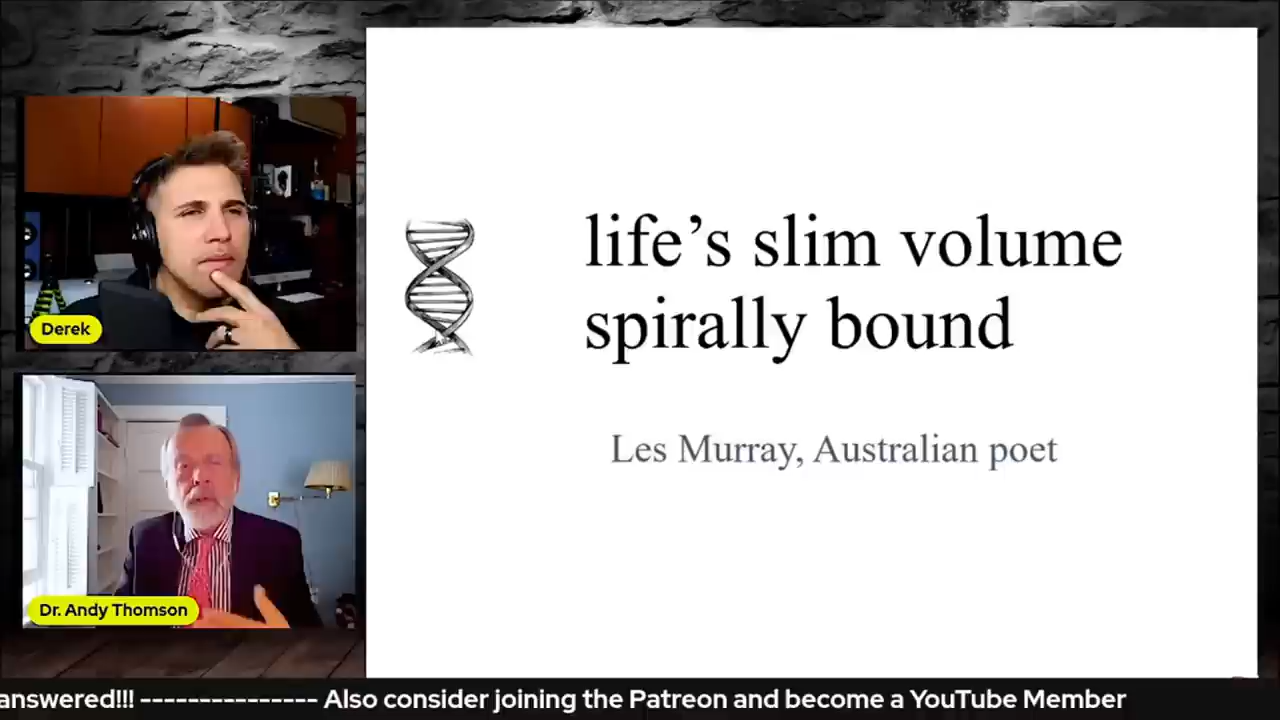 Derek
Dr. Andy Thomson
life’s slim volume
spirally bound
Les Murray, Australian poet
answered!!! --------------- Also consider joining the Patreon and become a YouTube Member